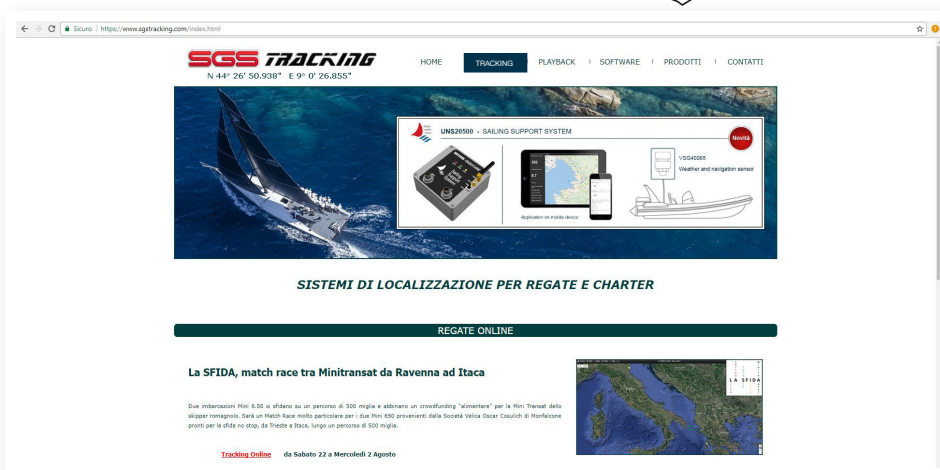 Sicuro | https://www.sgstracking.com/index.html
SGS TRACKING
N 44° 26' 50.938" E 9° 0' 26.855"
HOME TRACKING PLAYBACK SOFTWARE PRODOTTI CONTATTI
UNS20500 - SAILING SUPPORT SYSTEM
Novità
VSG40065
Weather and navigation sensor
Application on mobile device
SISTEMI DI LOCALIZZAZIONE PER REGATE E CHARTER
REGATE ONLINE
La SFIDA, match race tra Minitransat da Ravenna ad Itaca
LA SFIDA
Due imbarcazioni Mini 6.50 si sfidano su un percorso di 500 miglia e abbinano un crowdfunding "alimentare" per la Mini Transat dello
skipper romagnolo. Sarà un Match Race molto particolare per i due Mini 650 provenienti dalla Società Velica Oscar Cosulich di Monfalcone
pronti per la sfida no stop, da Trieste a Itaca, lungo un percorso di 500 miglia.
Tracking Online da Sabato 22 a Mercoledì 2 Agosto